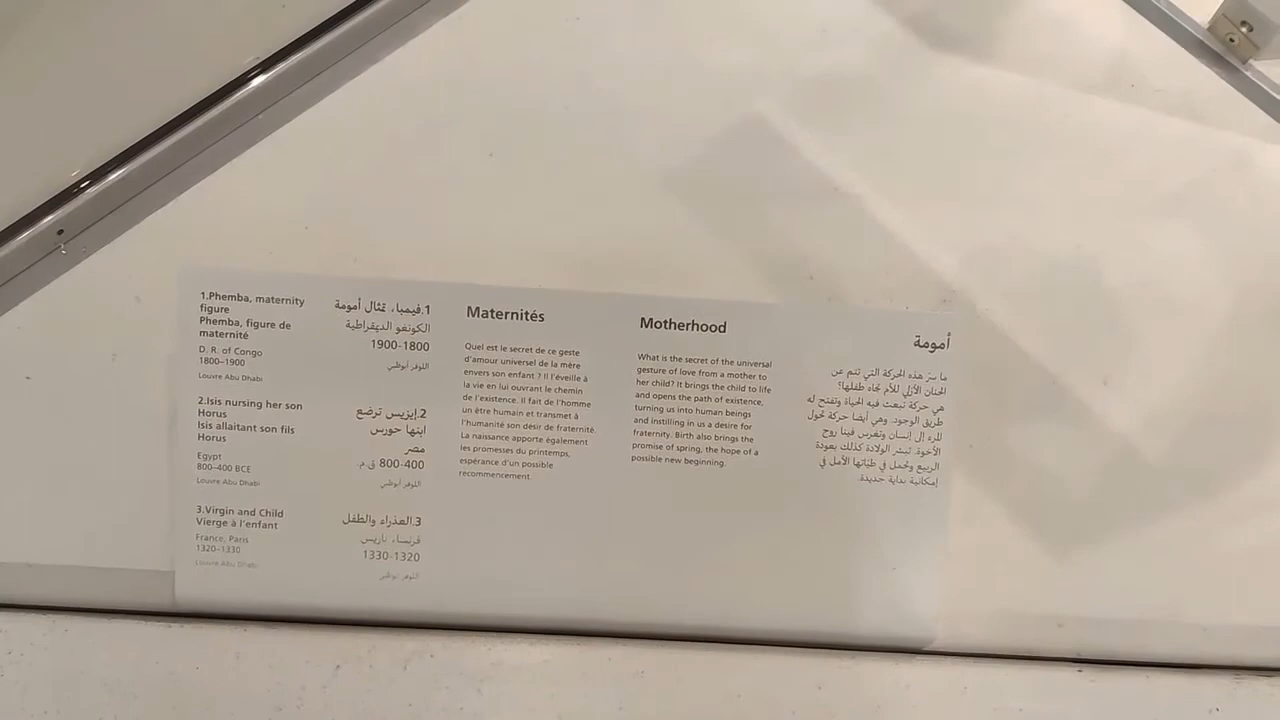 1.Phemba, maternity
figure
Phemba, figure de
maternité
D. R. of Congo
1800–1900
Louvre Abu Dhabi
2.Isis nursing her son
Horus
Isis allaitant son fils
Horus
Egypt
800–400 BCE
Louvre Abu Dhabi
3.Virgin and Child
Vierge à l'enfant
France, Paris
1320–1330
Louvre Abu Dhabi
1.فيمبا، تمثال أمومة
الكونغو الديمقراطية
1900-1800
اللوفر أبوظبي
2.إيزيس ترضع
ابنها حورس
مصر
800-400 ق.م.
اللوفر أبوظبي
3.العذراء والطفل
فرنسا، باريس
1330-1320
اللوفر أبوظبي
Maternités
Quel est le secret de ce geste
d'amour universel de la mère
envers son enfant ? Il l'éveille à
la vie en lui ouvrant le chemin
de l'existence. Il fait de l'homme
un être humain et transmet à
l'humanité son désir de fraternité.
La naissance apporte également
les promesses du printemps,
espérance d'un possible
recommencement.
Motherhood
What is the secret of the universal
gesture of love from a mother to
her child? It brings the child to life
and opens the path of existence,
turning us into human beings
and instilling in us a desire for
fraternity. Birth also brings the
promise of spring, the hope of a
possible new beginning.
أمومة
ما سرّ هذه الحركة التي تنم عن
الحنان الأزلي للأم تجاه طفلها؟
هي حركة تبعث فيه الحياة وتفتح له
طريق الوجود. وهي أيضا حركة تحول
المرء إلى إنسان وتغرس فينا روح
الأخوة. تبشر الولادة كذلك بعودة
الربيع وتحمل في طيّاتها الأمل في
إمكانية بداية جديدة.